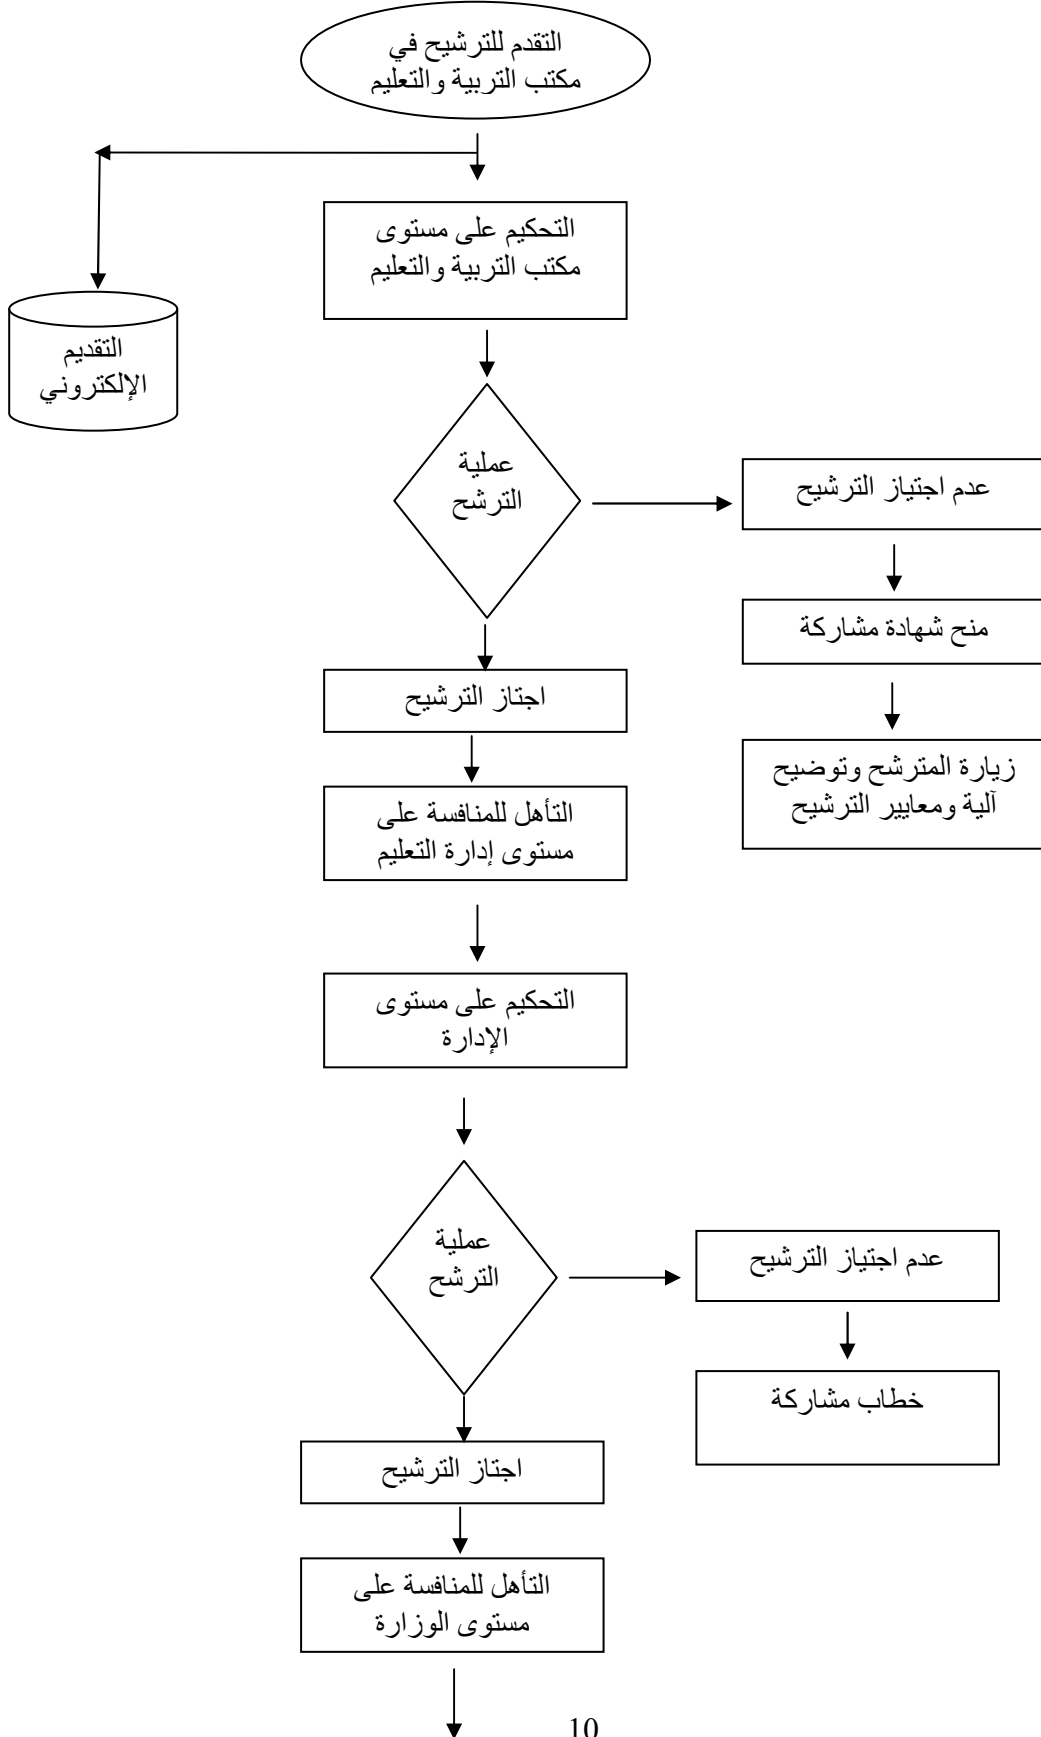 التقدم للترشيح في
مكتب التربية والتعليم
التحكيم على مستوى
مكتب التربية والتعليم
التقديم
الإلكتروني
عملية
الترشح
عدم اجتياز الترشيح
منح شهادة مشاركة
زيارة المترشح وتوضيح
آلية ومعايير الترشيح
اجتاز الترشيح
التأهل للمنافسة على
مستوى إدارة التعليم
التحكيم على مستوى
الإدارة
عملية
الترشح
عدم اجتياز الترشيح
خطاب مشاركة
اجتاز الترشيح
التأهل للمنافسة على
مستوى الوزارة
10